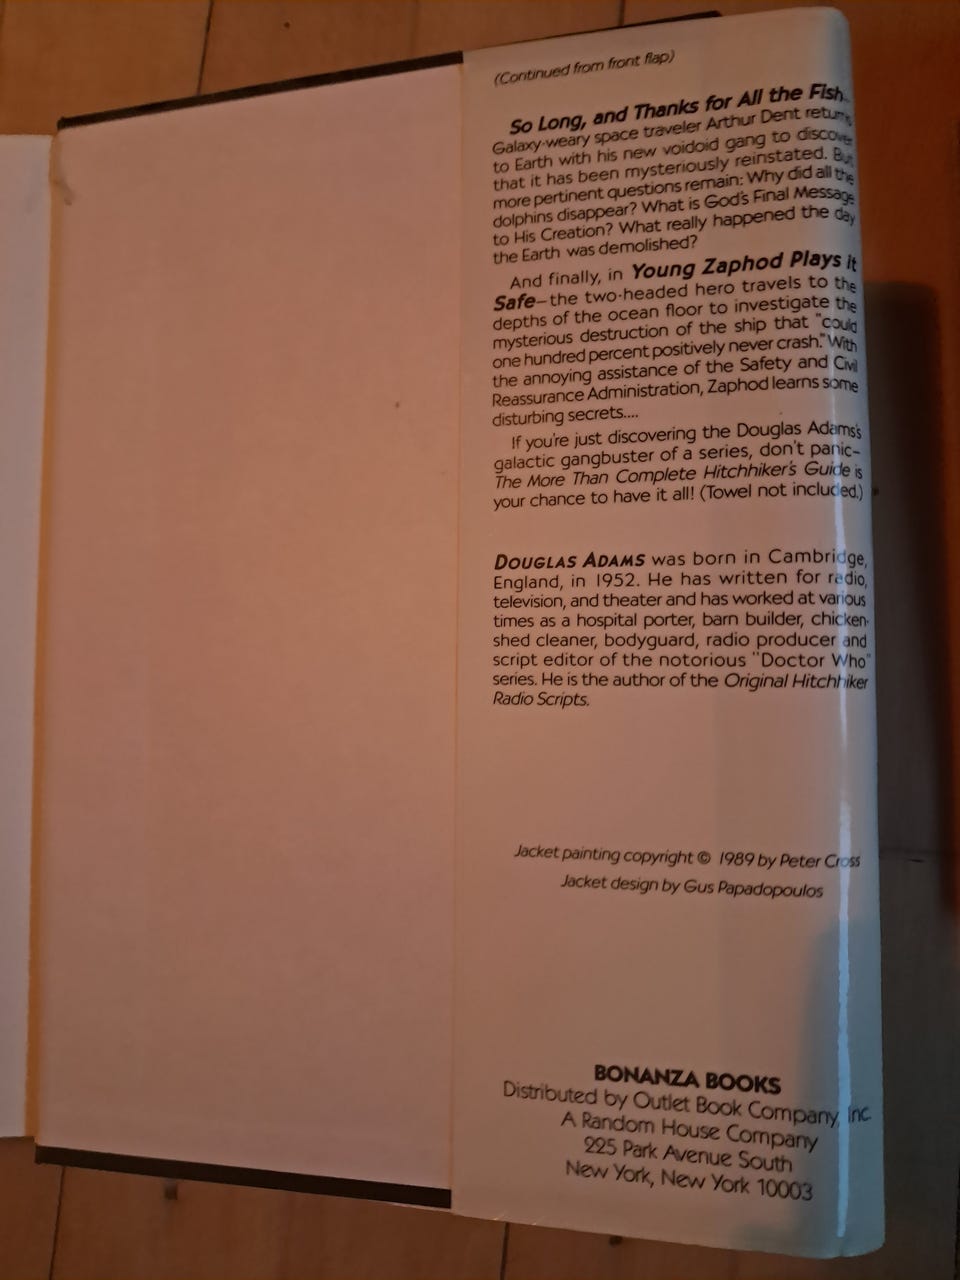 (Continued from front flap)
So Long, and Thanks for All the Fish–
Galaxy-weary space traveler Arthur Dent returns
to Earth with his new voidoid gang to discover
that it has been mysteriously reinstated. But
more pertinent questions remain: Why did all the
dolphins disappear? What is God's Final Message
to His Creation? What really happened the day
the Earth was demolished?
And finally, in Young Zaphod Plays it
Safe–the two-headed hero travels to the
depths of the ocean floor to investigate the
mysterious destruction of the ship that "could
one hundred percent positively never crash." With
the annoying assistance of the Safety and Civil
Reassurance Administration, Zaphod learns some
disturbing secrets....
If you're just discovering the Douglas Adams's
galactic gangbuster of a series, don't panic–
The More Than Complete Hitchhiker's Guide is
your chance to have it all! (Towel not included.)
DOUGLAS ADAMS was born in Cambridge,
England, in 1952. He has written for radio,
television, and theater and has worked at various
times as a hospital porter, barn builder, chicken-
shed cleaner, bodyguard, radio producer and
script editor of the notorious "Doctor Who"
series. He is the author of the Original Hitchhiker
Radio Scripts.
Jacket painting copyright © 1989 by Peter Cross
Jacket design by Gus Papadopoulos
BONANZA BOOKS
Distributed by Outlet Book Company, Inc.
A Random House Company
225 Park Avenue South
New York, New York 10003